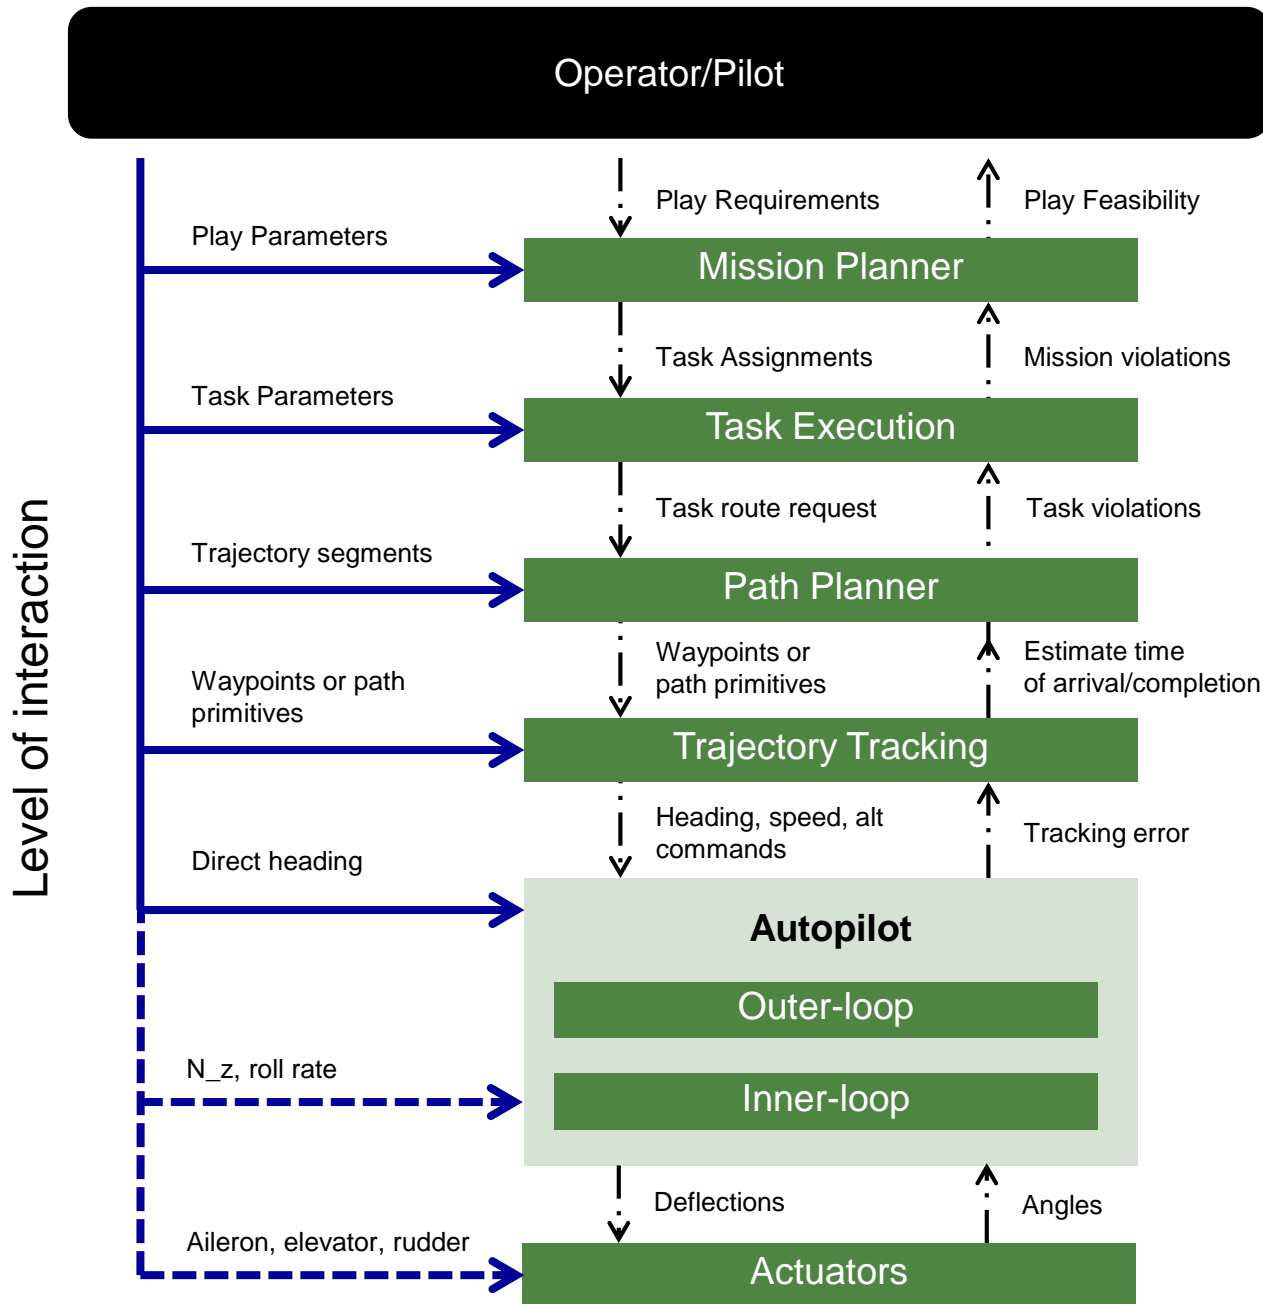 Operator/Pilot
Play Parameters
Play Requirements
Play Feasibility
Mission Planner
Task Parameters
Task Assignments
Mission violations
Task Execution
Trajectory segments
Task route request
Task violations
Path Planner
Waypoints or path
primitives
Waypoints or
path primitives
Estimate time
of arrival/completion
Trajectory Tracking
Direct heading
Heading, speed, alt
commands
Tracking error
Autopilot
Outer-loop
N_z, roll rate
Inner-loop
Deflections
Angles
Aileron, elevator, rudder
Actuators
Level of interaction